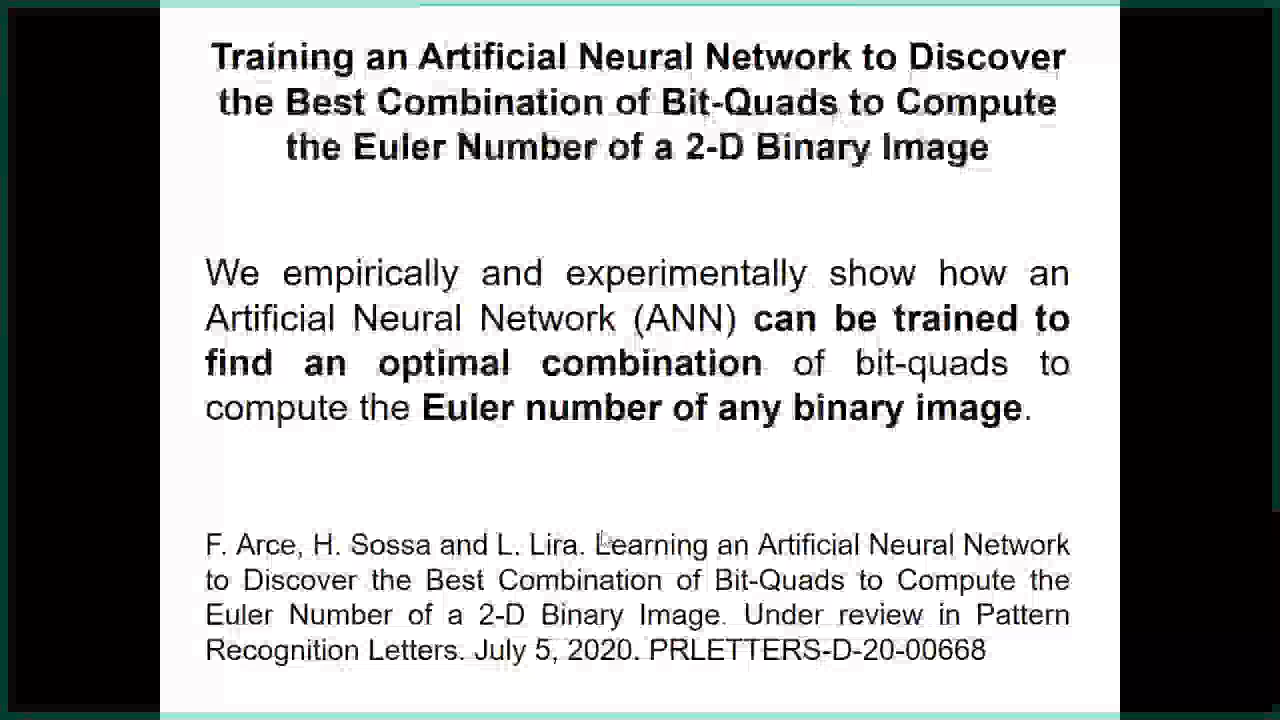 Training an Artificial Neural Network to Discover
the Best Combination of Bit-Quads to Compute
the Euler Number of a 2-D Binary Image
We empirically and experimentally show how an
Artificial Neural Network (ANN) can be trained to
find an optimal combination of bit-quads to
compute the Euler number of any binary image.
F. Arce, H. Sossa and L. Lira. Learning an Artificial Neural Network
to Discover the Best Combination of Bit-Quads to Compute the
Euler Number of a 2-D Binary Image. Under review in Pattern
Recognition Letters. July 5, 2020. PRLETTERS-D-20-00668